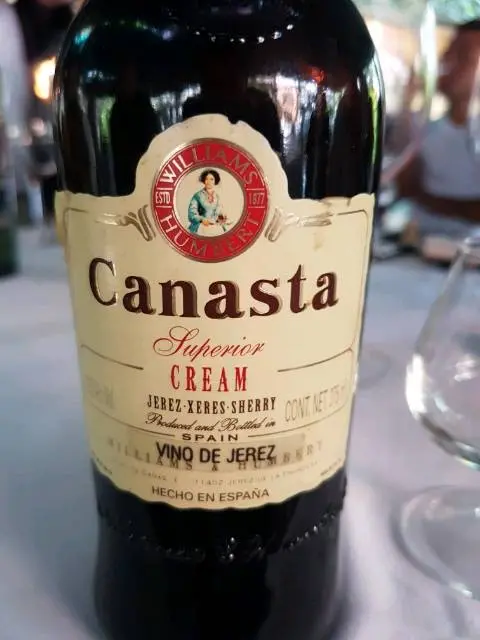 WILLIAMS
ESTD 1877
HUMBERT
Canasta
Superior
CREAM
JEREZ·XERES·SHERRY
CONT. NET. 375
Produced and Bottled in
SPAIN
VINO DE JEREZ
WILLIAMS & HUMBERT
HECHO EN ESPAÑA